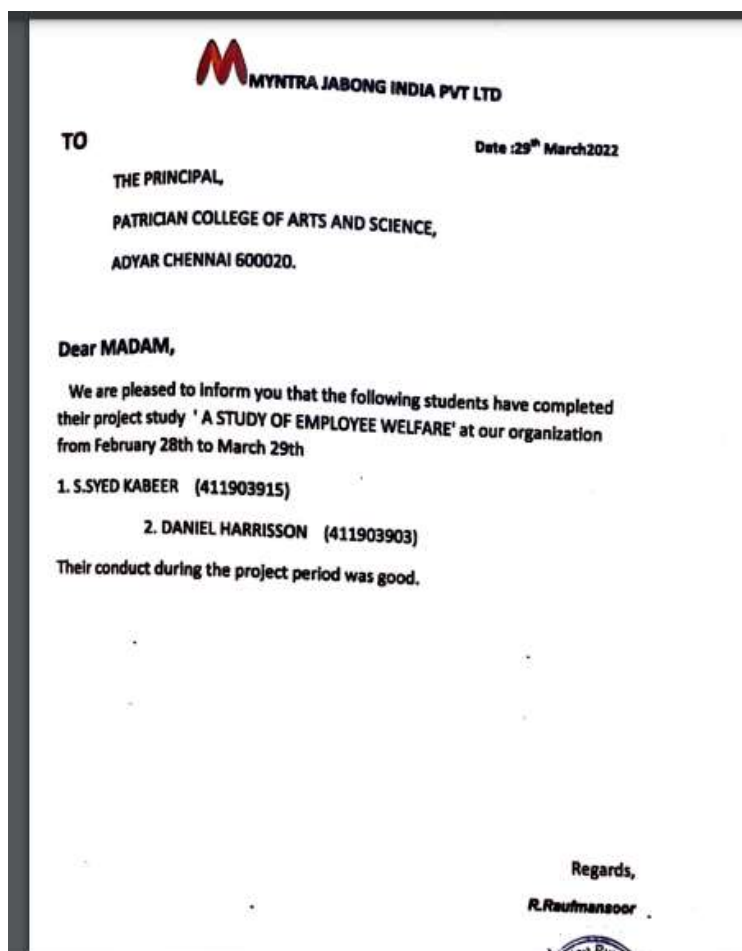 MYNTRA JABONG INDIA PVT LTD
TO
Date :29th March2022
THE PRINCIPAL,
PATRICIAN COLLEGE OF ARTS AND SCIENCE,
ADYAR CHENNAI 600020.
Dear MADAM,
We are pleased to inform you that the following students have completed
their project study ' A STUDY OF EMPLOYEE WELFARE' at our organization
from February 28th to March 29th
1. S.SYED KABEER (411903915)
2. DANIEL HARRISSON (411903903)
Their conduct during the project period was good.
Regards,
R.Raufmansoor